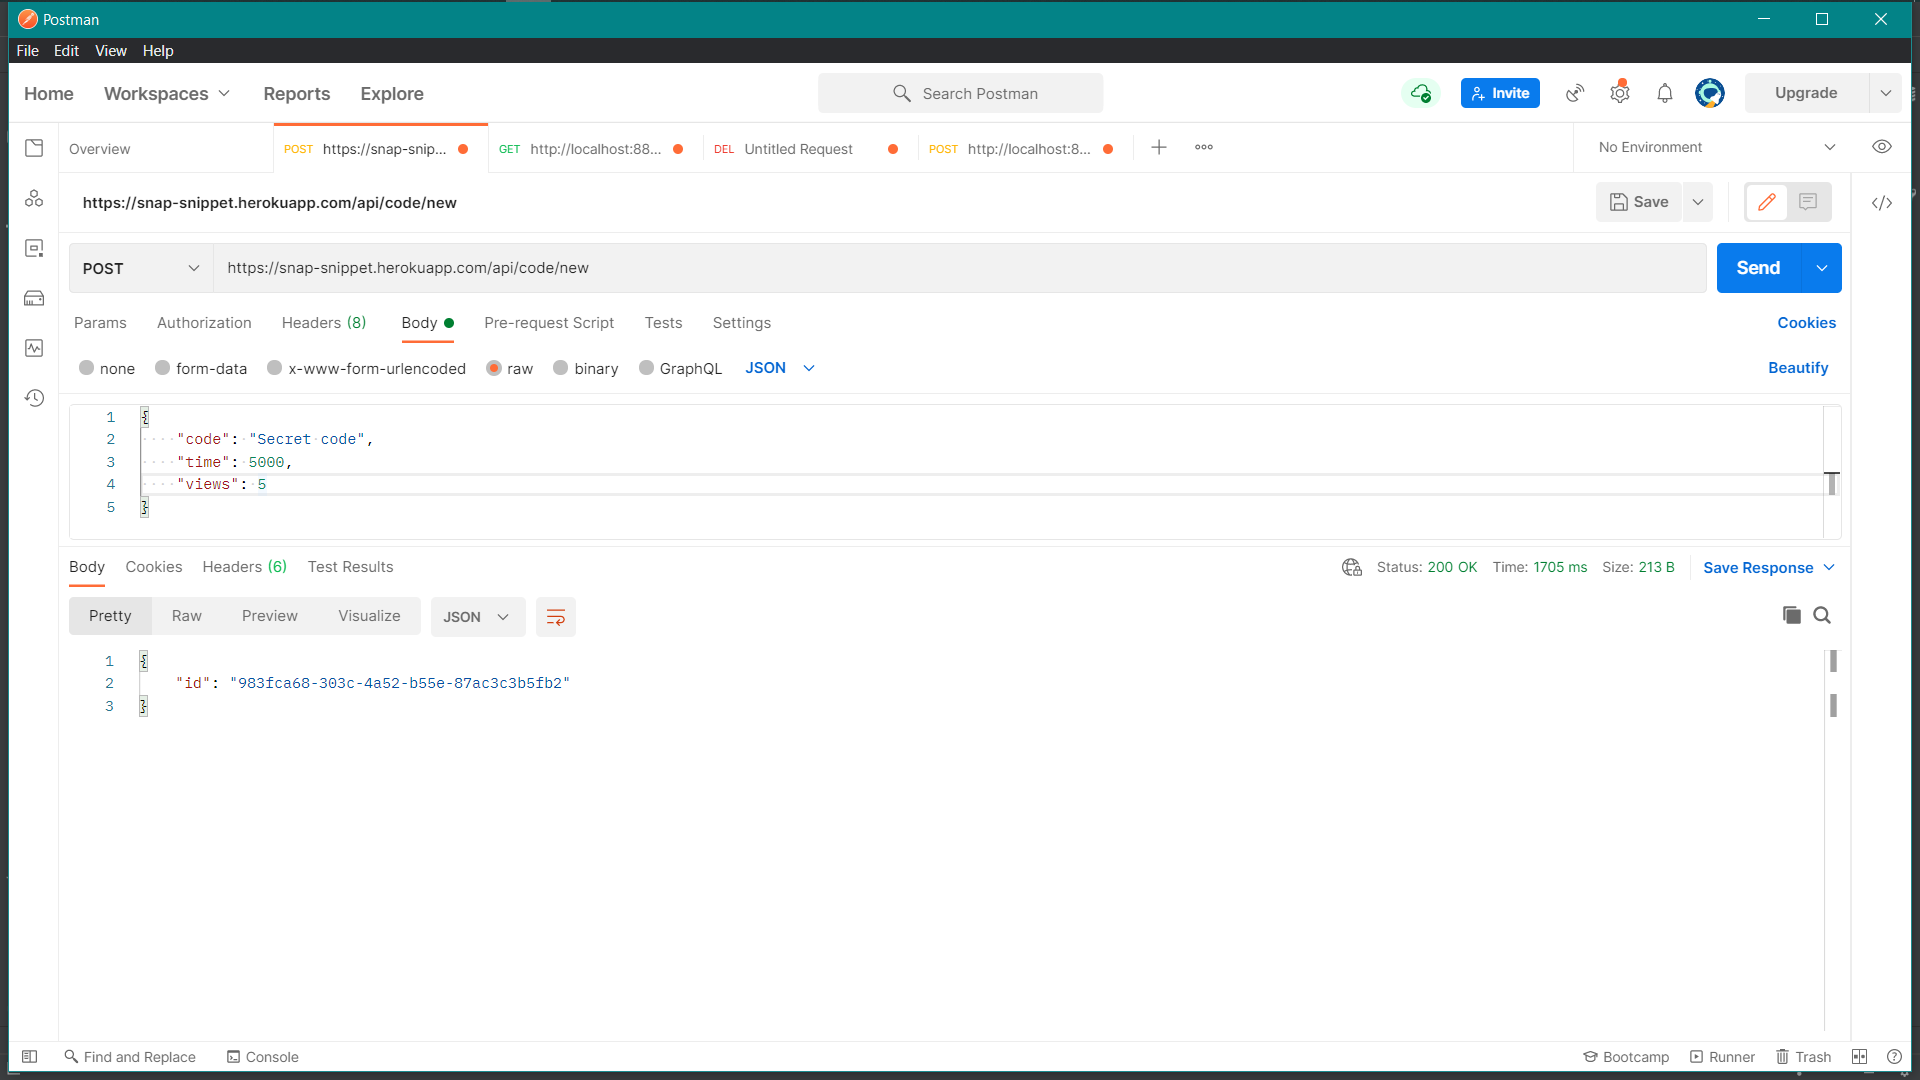 Postman
File Edit View Help
Home Workspaces Reports Explore Search Postman Invite Upgrade
Overview POST https://snap-snip... GET http://localhost:88... DEL Untitled Request POST http://localhost:8... No Environment
https://snap-snippet.herokuapp.com/api/code/new Save
POST https://snap-snippet.herokuapp.com/api/code/new Send
Params Authorization Headers (8) Body Pre-request Script Tests Settings Cookies
none form-data x-www-form-urlencoded raw binary GraphQL JSON Beautify
1 {
2 "code": "Secret code",
3 "time": 5000,
4 "views": 5
5 }
Body Cookies Headers (6) Test Results Status: 200 OK Time: 1705 ms Size: 213 B Save Response
Pretty Raw Preview Visualize JSON
1 {
2 "id": "983fca68-303c-4a52-b55e-87ac3c3b5fb2"
3 }
Find and Replace Console Bootcamp Runner Trash